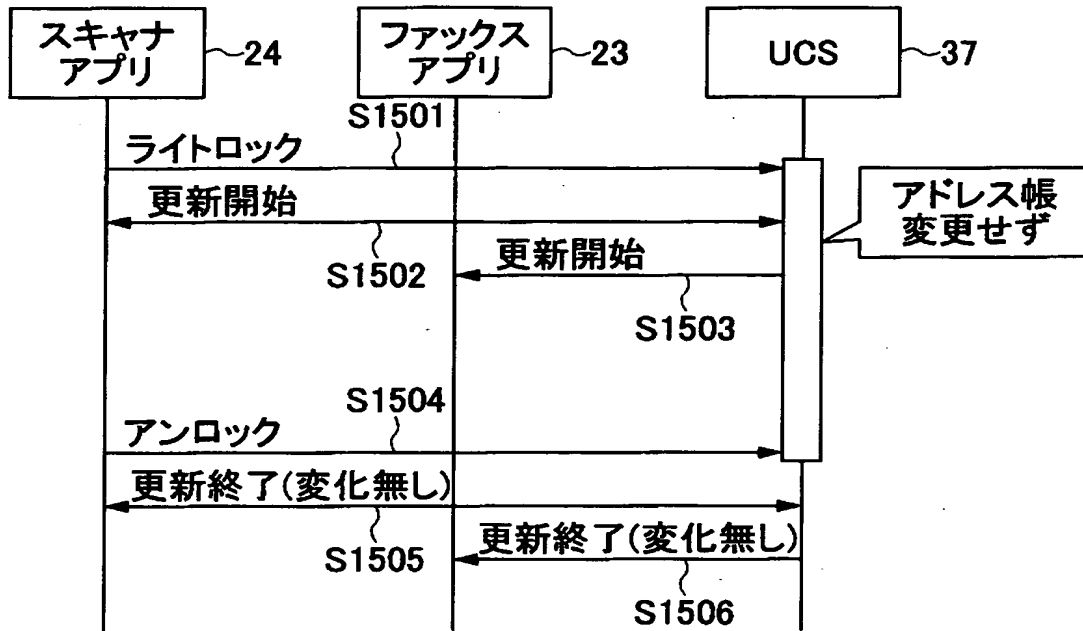 スキャナ
アプリ
24
ファックス
アプリ
23
UCS
37
S1501
ライトロック
更新開始
S1502
更新開始
S1503
アドレス帳
変更せず
S1504
アンロック
更新終了(変化無し)
S1505
更新終了(変化無し)
S1506